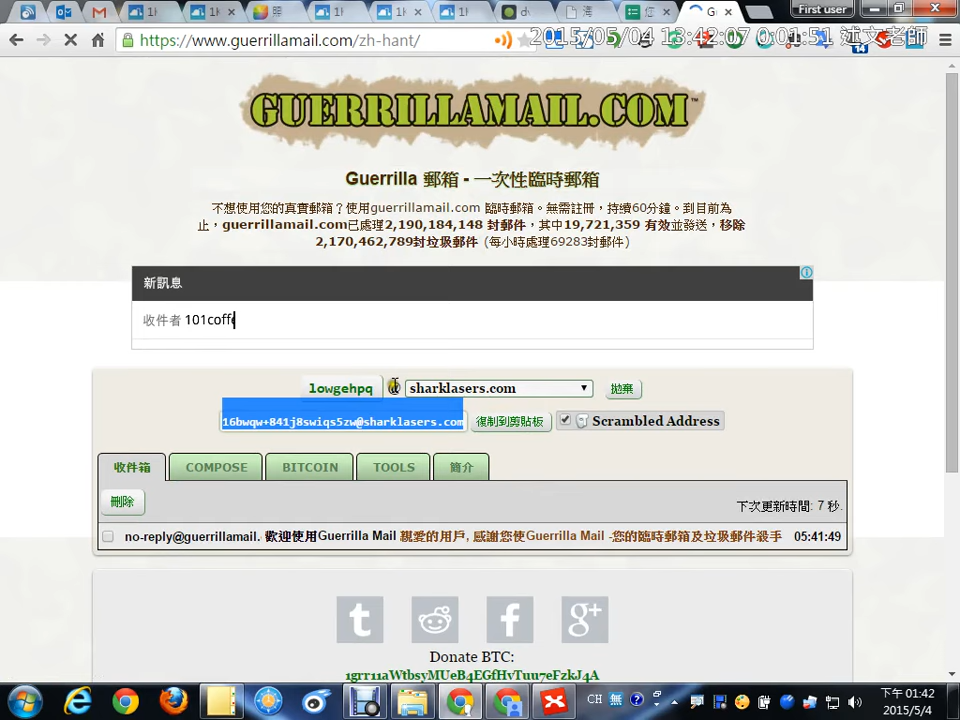 First user
https://www.guerrillamail.com/zh-hant/
2015/05/04 13:42:07 0:01:51 述文老師
14
GUERRILLAMAIL.COM™
Guerrilla 郵箱 - 一次性臨時郵箱
不想使用您的真實郵箱？使用guerrillamail.com 臨時郵箱。無需註冊，持續60分鐘。到目前為
止，guerrillamail.com已處理2,190,184,148 封郵件，其中19,721,359 有效並發送，移除
2,170,462,789封垃圾郵件 (每小時處理69283封郵件)
新訊息
收件者 101coffe
lowgehpq @ sharklasers.com 拋棄
16bwqw+841j8swiqs5zw@sharklasers.com 復制到剪貼板 Scrambled Address
收件箱 COMPOSE BITCOIN TOOLS 簡介
刪除
下次更新時間: 7 秒.
no-reply@guerrillamail. 歡迎使用Guerrilla Mail 親愛的用戶, 感謝您使Guerrilla Mail -您的臨時郵箱及垃圾郵件殺手 05:41:49
Donate BTC:
1grr11aWtbsyMUeB4EGfHvTuu7eFzkJ4A
CH 無
下午 01:42
2015/5/4